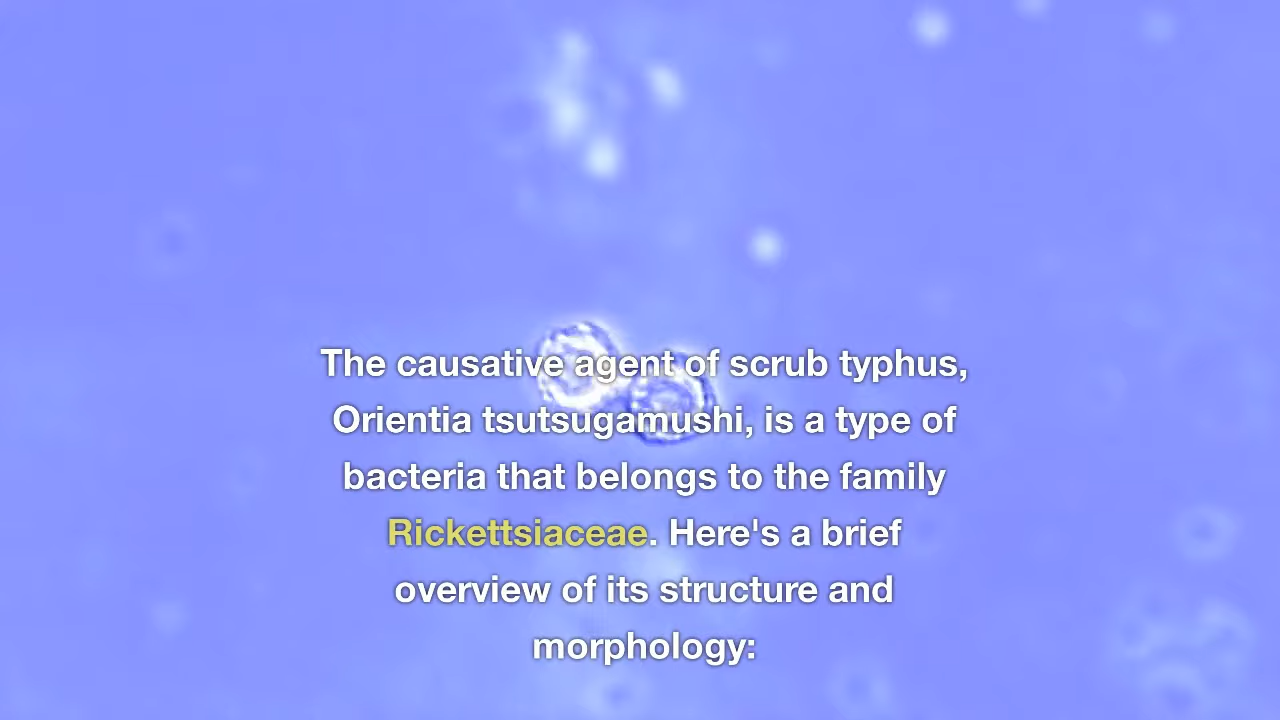 The causative agent of scrub typhus,
Orientia tsutsugamushi, is a type of
bacteria that belongs to the family
Rickettsiaceae. Here's a brief
overview of its structure and
morphology: